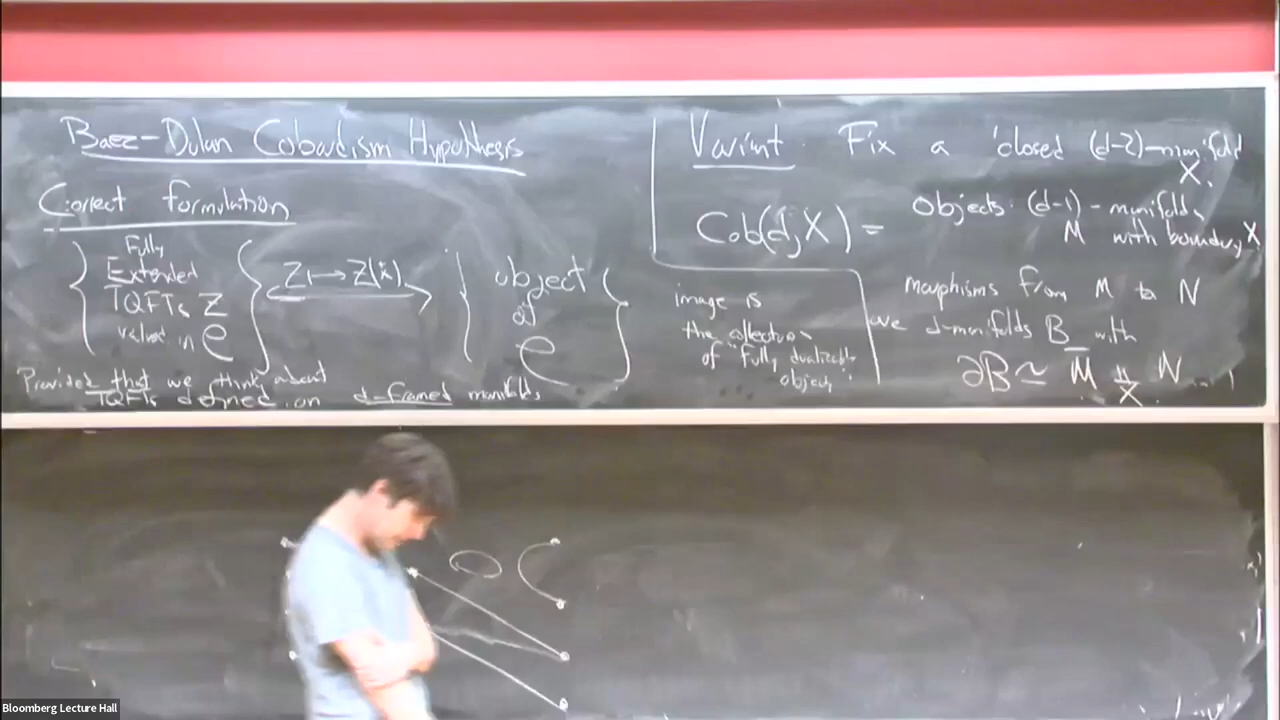 Baez-Dolan Cobordism Hypothesis
Correct formulation
Fully
Extended
TQFTs Z
valued in C
Z ↦ Z(*)
object
of
C
Provided that we think about
TQFTs defined on d-framed manifolds
image is
the collection
of "fully dualizable
objects"
Variant. Fix a closed (d-2)-manifold
X.
Cob(d, X) =
Objects: (d-1)-manifolds
M with boundary X
morphisms from M to N
are d-manifolds B with
∂B ≃ M ∐ N
X
Bloomberg Lecture Hall